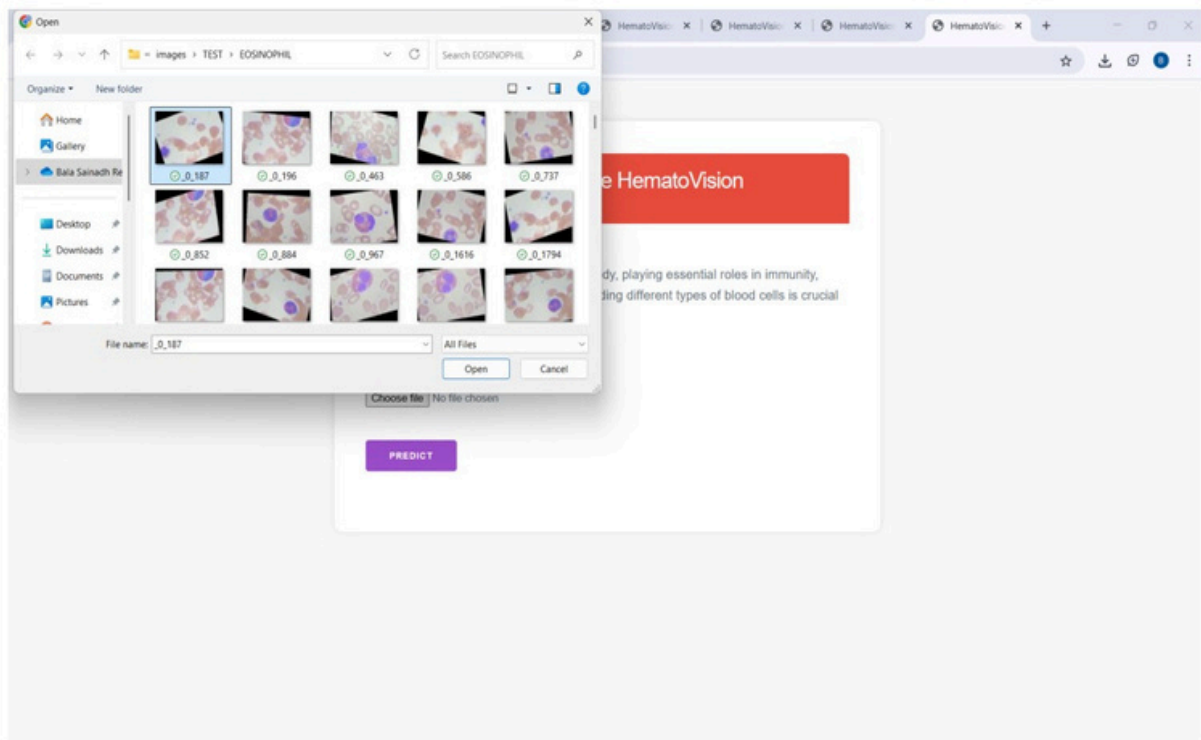 Open
HematoVisio
HematoVisio
HematoVisio
HematoVisio
images > TEST > EOSINOPHIL
Search EOSINOPHIL
Organize
New folder
Home
Gallery
Bala Sainadh Re
Desktop
Downloads
Documents
Pictures
_0_187
_0_196
_0_463
_0_586
_0_737
_0_852
_0_884
_0_967
_0_1616
_0_1794
File name: _0_187
All Files
Open
Cancel
e HematoVision
dy, playing essential roles in immunity,
ding different types of blood cells is crucial
Choose file No file chosen
PREDICT